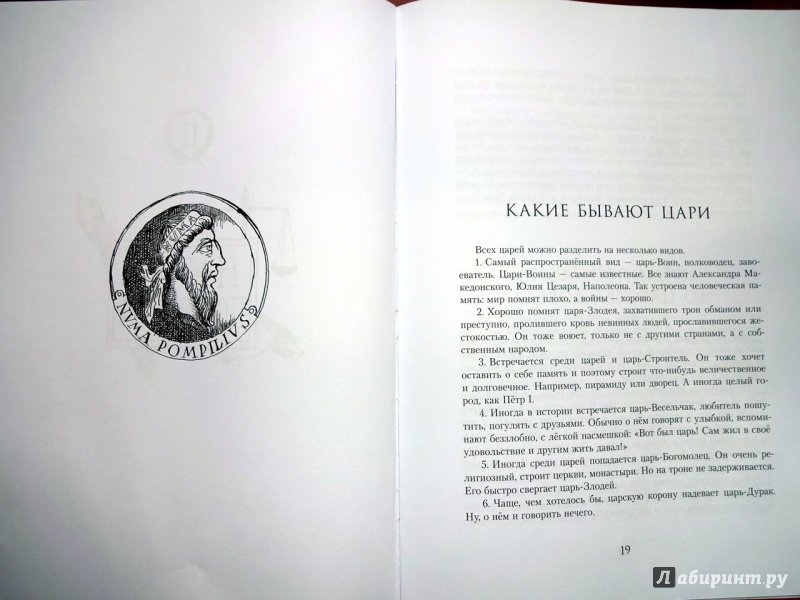 NUMA
NUMA POMPILIVS
КАКИЕ БЫВАЮТ ЦАРИ
Всех царей можно разделить на несколько видов.
1. Самый распространённый вид — царь-Воин, полководец, заво-
еватель. Цари-Воины — самые известные. Все знают Александра Ма-
кедонского, Юлия Цезаря, Наполеона. Так устроена человеческая па-
мять: мир помнят плохо, а войны — хорошо.
2. Хорошо помнят царя-Злодея, захватившего трон обманом или
преступно, пролившего кровь невинных людей, прославившегося же-
стокостью. Он тоже воюет, только не с другими странами, а с соб-
ственным народом.
3. Встречается среди царей и царь-Строитель. Он тоже хочет
оставить о себе память и поэтому строит что-нибудь величественное
и долговечное. Например, пирамиду или дворец. А иногда целый го-
род, как Пётр I.
4. Иногда в истории встречается царь-Весельчак, любитель пошу-
тить, погулять с друзьями. Обычно о нём говорят с улыбкой, вспоми-
нают беззлобно, с лёгкой насмешкой: «Вот был царь! Сам жил в своё
удовольствие и другим жить давал!»
5. Иногда среди царей попадается царь-Богомолец. Он очень ре-
лигиозный, строит церкви, монастыри. Но на троне не задерживается.
Его быстро свергает царь-Злодей.
6. Чаще, чем хотелось бы, царскую корону надевает царь-Дурак.
Ну, о нём и говорить нечего.
19
Лабиринт.ру